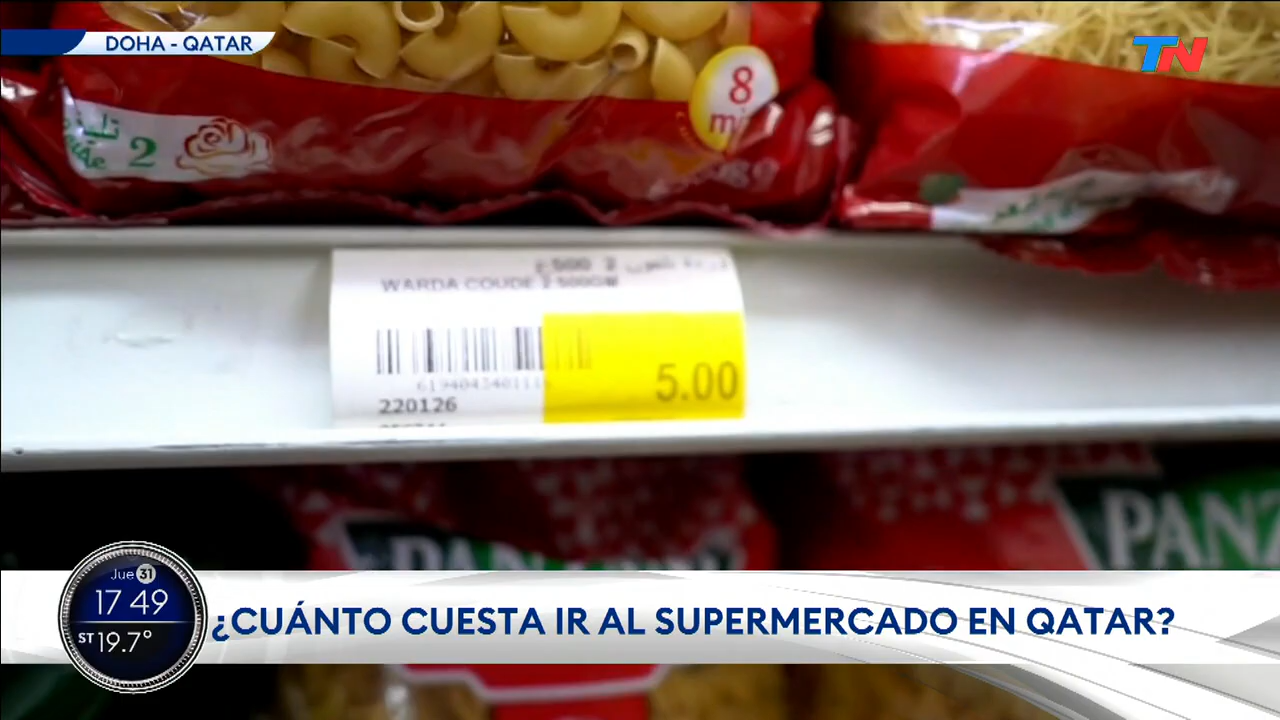 DOHA - QATAR
TN
8
2
WARDA COUDE 2 500GM
5.00
220126
PANZ
Jue 31
17 49
ST 19.7°
¿CUÁNTO CUESTA IR AL SUPERMERCADO EN QATAR?